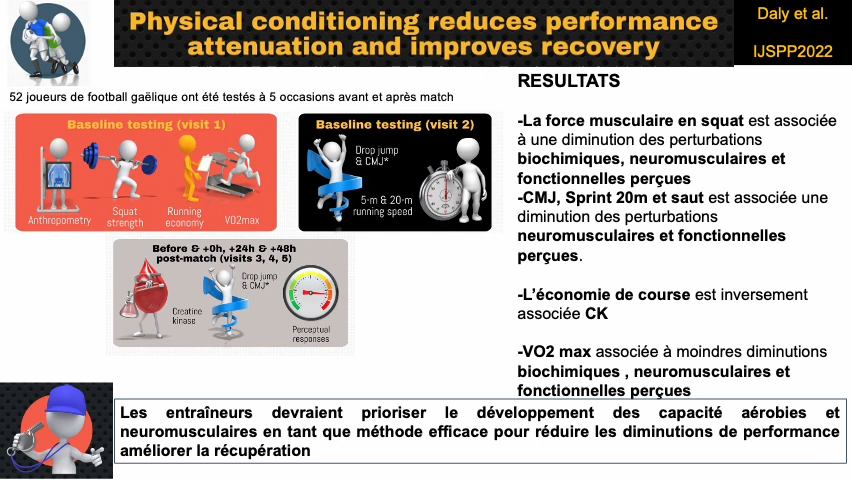 Physical conditioning reduces performance
attenuation and improves recovery
Daly et al.
IJSPP2022
52 joueurs de football gaëlique ont été testés à 5 occasions avant et après match
Baseline testing (visit 1)
Anthropometry
Squat
strength
Running
economy
VO2max
Baseline testing (visit 2)
Drop jump
& CMJ*
5-m & 20-m
running speed
Before & +0h, +24h & +48h
post-match (visits 3, 4, 5)
Creatine
kinase
Drop jump
& CMJ*
Perceptual
responses
RESULTATS
-La force musculaire en squat est associée
à une diminution des perturbations
biochimiques, neuromusculaires et
fonctionnelles perçues
-CMJ, Sprint 20m et saut est associée une
diminution des perturbations
neuromusculaires et fonctionnelles
perçues.
-L'économie de course est inversement
associée CK
-VO2 max associée à moindres diminutions
biochimiques , neuromusculaires et
fonctionnelles perçues
Les entraîneurs devraient prioriser le développement des capacité aérobies et
neuromusculaires en tant que méthode efficace pour réduire les diminutions de performance
améliorer la récupération